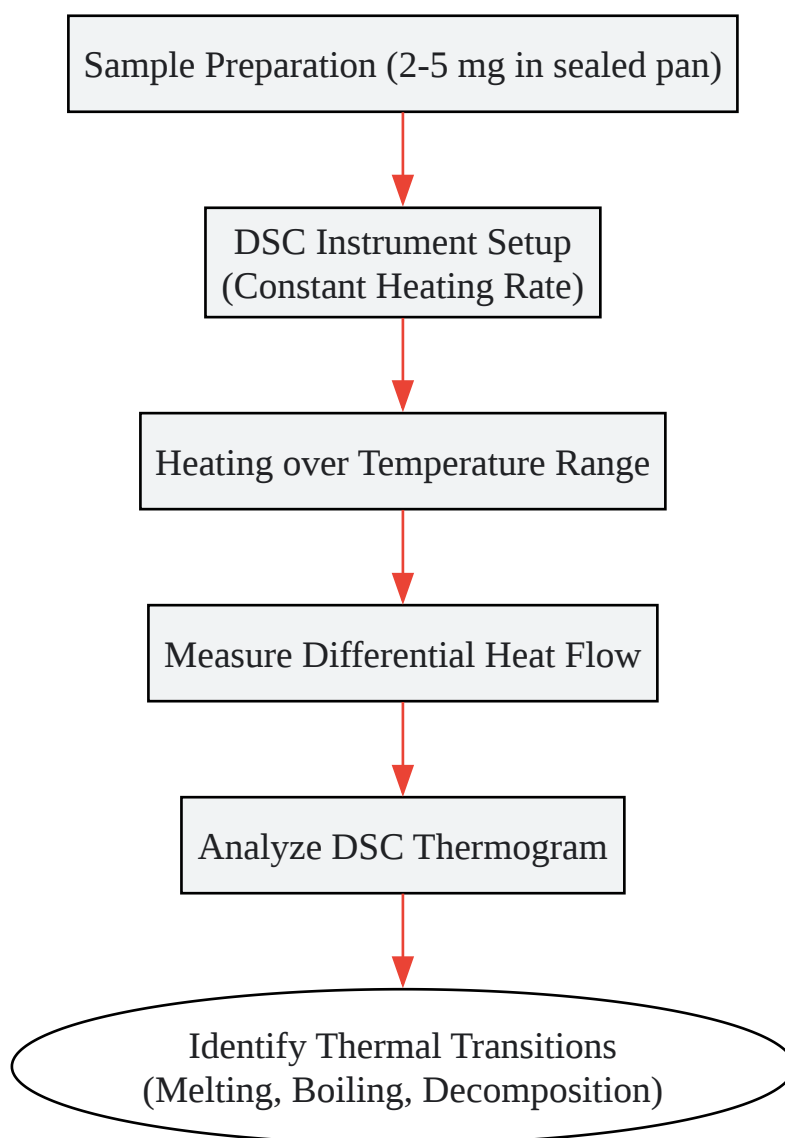 Sample Preparation (2-5 mg in sealed pan)
DSC Instrument Setup
(Constant Heating Rate)
Heating over Temperature Range
Measure Differential Heat Flow
Analyze DSC Thermogram
Identify Thermal Transitions
(Melting, Boiling, Decomposition)